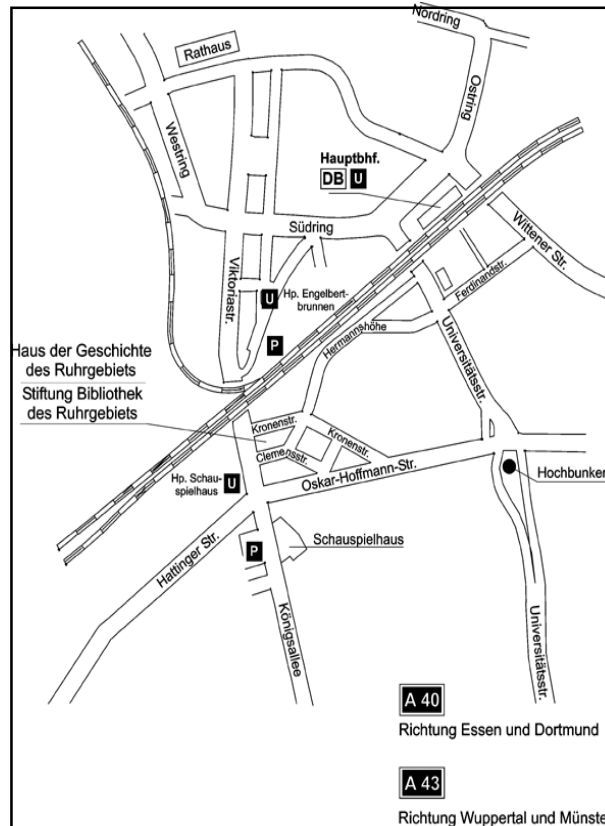 Nordring
Rathaus
Ostring
Westring
Hauptbhf.
DB U
Südring
Wittener Str.
Viktoriastr.
U Hp. Engelbert-
brunnen
Ferdinandstr.
P
Hermannshöhe
Universitätsstr.
Haus der Geschichte
des Ruhrgebiets
Stiftung Bibliothek
des Ruhrgebiets
Kronenstr.
Kronenstr.
Clemensstr.
Hp. Schau-
spielhaus U
Oskar-Hoffmann-Str.
Hochbunker
Hattinger Str.
P
Schauspielhaus
Königsallee
Universitätsstr.
A 40
Richtung Essen und Dortmund
A 43
Richtung Wuppertal und Münste